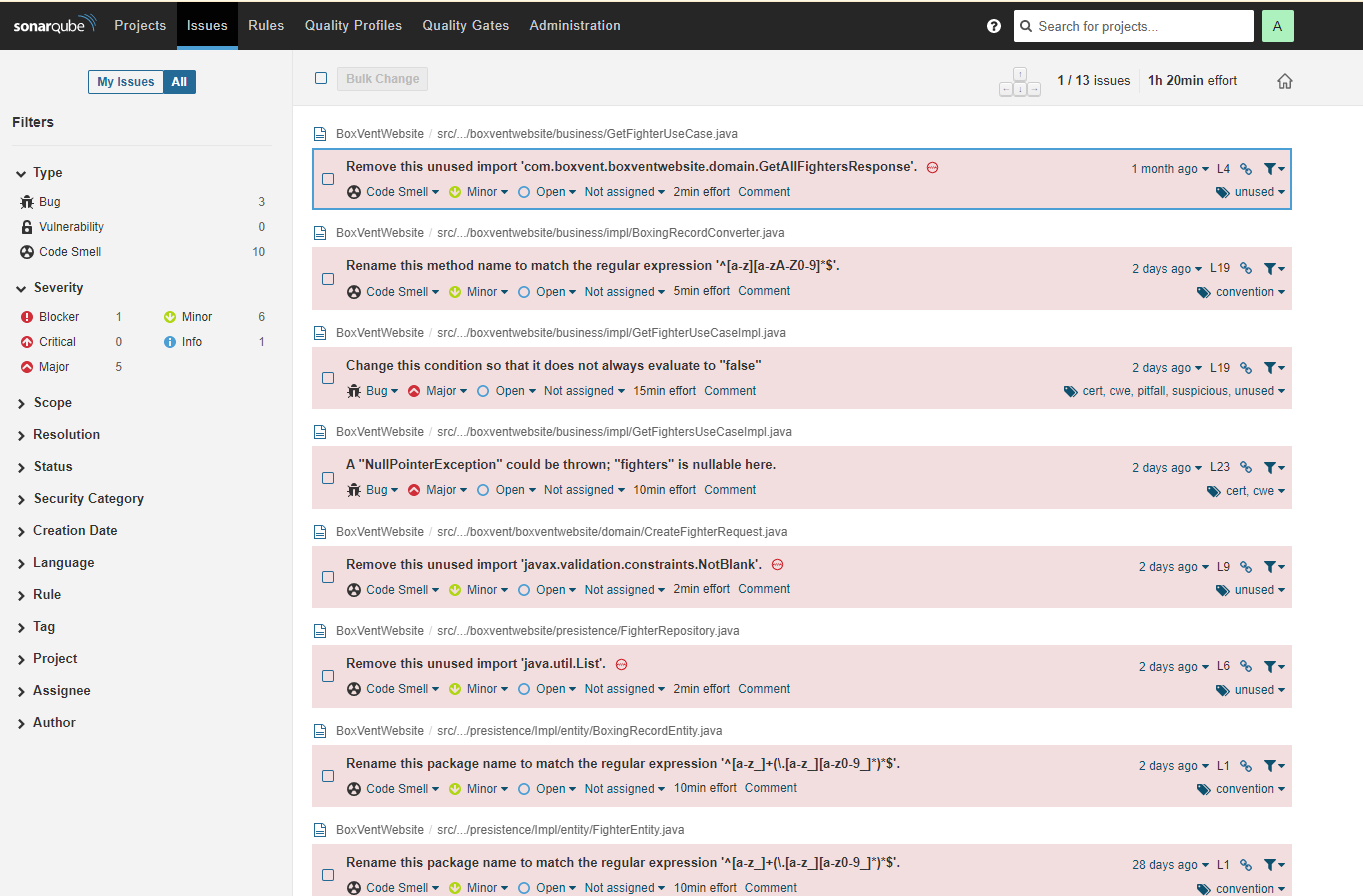 sonarqube Projects Issues Rules Quality Profiles Quality Gates Administration ? Search for projects... A
My Issues All
Bulk Change
1 / 13 issues 1h 20min effort
Filters
Type
Bug 3
Vulnerability 0
Code Smell 10
Severity
Blocker 1 Minor 6
Critical 0 Info 1
Major 5
Scope
Resolution
Status
Security Category
Creation Date
Language
Rule
Tag
Project
Assignee
Author
BoxVentWebsite / src/.../boxventwebsite/business/GetFighterUseCase.java
Remove this unused import 'com.boxvent.boxventwebsite.domain.GetAllFightersResponse'. 1 month ago L4
Code Smell Minor Open Not assigned 2min effort Comment unused
BoxVentWebsite / src/.../boxventwebsite/business/impl/BoxingRecordConverter.java
Rename this method name to match the regular expression '^[a-z][a-zA-Z0-9]*$'. 2 days ago L19
Code Smell Minor Open Not assigned 5min effort Comment convention
BoxVentWebsite / src/.../boxventwebsite/business/impl/GetFighterUseCaseImpl.java
Change this condition so that it does not always evaluate to "false" 2 days ago L19
Bug Major Open Not assigned 15min effort Comment cert, cwe, pitfall, suspicious, unused
BoxVentWebsite / src/.../boxventwebsite/business/impl/GetFightersUseCaseImpl.java
A "NullPointerException" could be thrown; "fighters" is nullable here. 2 days ago L23
Bug Major Open Not assigned 10min effort Comment cert, cwe
BoxVentWebsite / src/.../boxvent/boxventwebsite/domain/CreateFighterRequest.java
Remove this unused import 'javax.validation.constraints.NotBlank'. 2 days ago L9
Code Smell Minor Open Not assigned 2min effort Comment unused
BoxVentWebsite / src/.../boxventwebsite/presistence/FighterRepository.java
Remove this unused import 'java.util.List'. 2 days ago L6
Code Smell Minor Open Not assigned 2min effort Comment unused
BoxVentWebsite / src/.../presistence/Impl/entity/BoxingRecordEntity.java
Rename this package name to match the regular expression '^[a-z_]+(\.[a-z_][a-z0-9_]*)*$'. 2 days ago L1
Code Smell Minor Open Not assigned 10min effort Comment convention
BoxVentWebsite / src/.../presistence/Impl/entity/FighterEntity.java
Rename this package name to match the regular expression '^[a-z_]+(\.[a-z_][a-z0-9_]*)*$'. 28 days ago L1
Code Smell Minor Open Not assigned 10min effort Comment convention